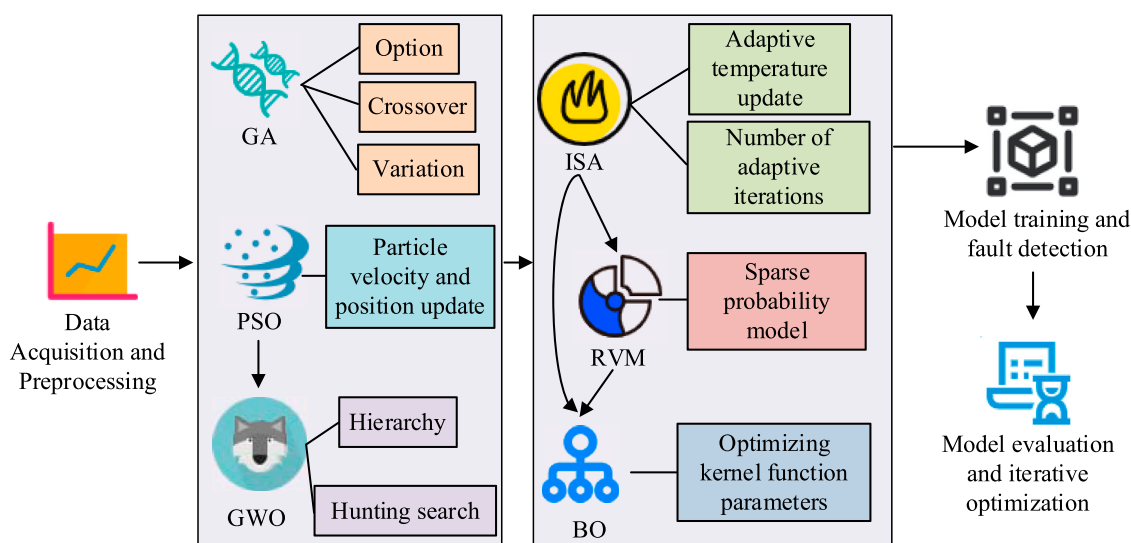 Data
Acquisition and
Preprocessing
GA
Option
Crossover
Variation
PSO
Particle
velocity and
position update
GWO
Hierarchy
Hunting search
ISA
Adaptive
temperature
update
Number of
adaptive
iterations
RVM
Sparse
probability
model
BO
Optimizing
kernel function
parameters
Model training and
fault detection
Model evaluation
and iterative
optimization